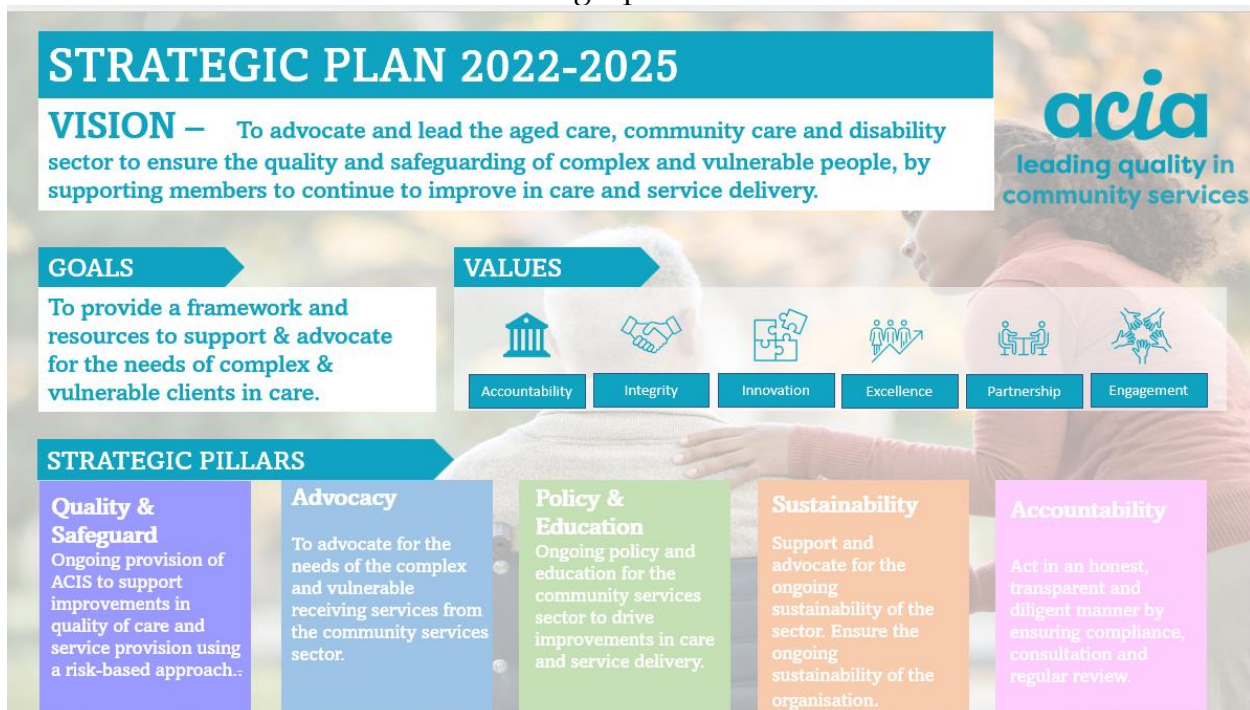 STRATEGIC PLAN 2022-2025
VISION – To advocate and lead the aged care, community care and disability
sector to ensure the quality and safeguarding of complex and vulnerable people, by
supporting members to continue to improve in care and service delivery.
acia
leading quality in
community services
GOALS
To provide a framework and
resources to support & advocate
for the needs of complex &
vulnerable clients in care.
VALUES
Accountability
Integrity
Innovation
Excellence
Partnership
Engagement
STRATEGIC PILLARS
Quality &
Safeguard
Ongoing provision of
ACIS to support
improvements in
quality of care and
service provision using
a risk-based approach..
Advocacy
To advocate for the
needs of the complex
and vulnerable
receiving services from
the community services
sector.
Policy &
Education
Ongoing policy and
education for the
community services
sector to drive
improvements in care
and service delivery.
Sustainability
Support and
advocate for the
ongoing
sustainability of the
sector. Ensure the
ongoing
sustainability of the
organisation.
Accountability
Act in an honest,
transparent and
diligent manner by
ensuring compliance,
consultation and
regular review.